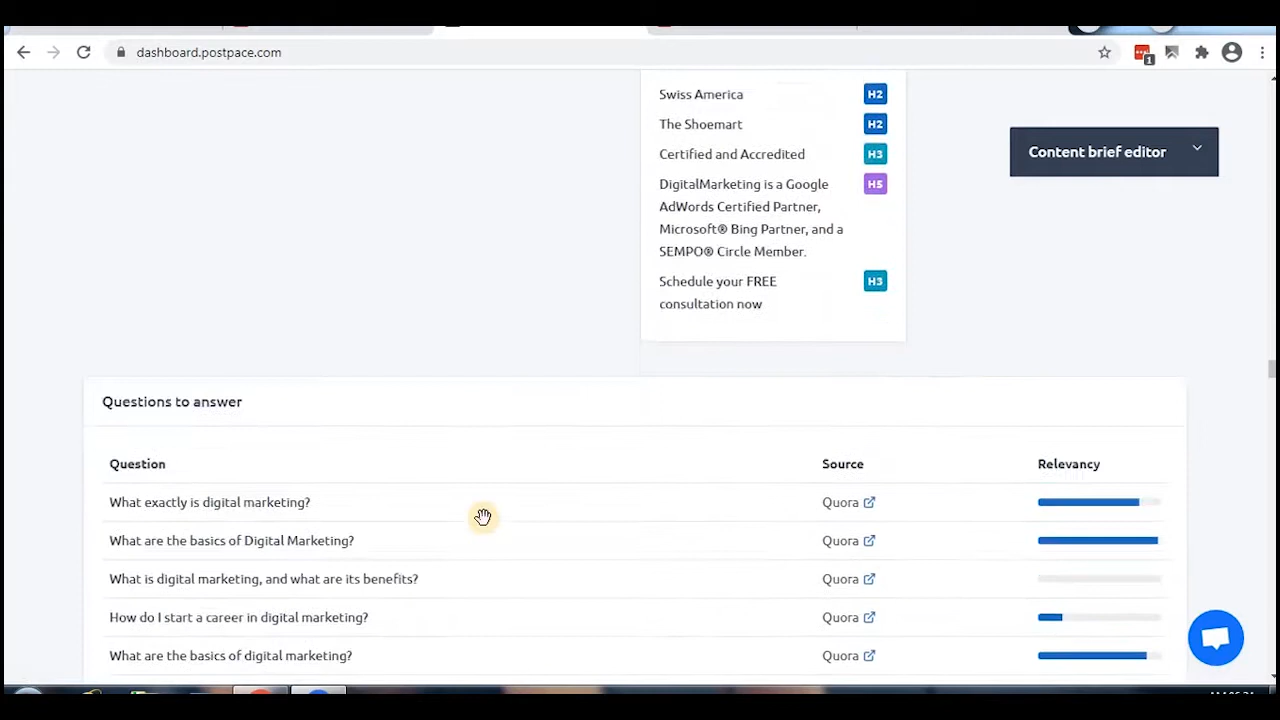 dashboard.postpace.com
1
Swiss America H2
The Shoemart H2
Certified and Accredited H3
DigitalMarketing is a Google H5
AdWords Certified Partner,
Microsoft® Bing Partner, and a
SEMPO® Circle Member.
Schedule your FREE H3
consultation now
Content brief editor
Questions to answer
Question Source Relevancy
What exactly is digital marketing? Quora
What are the basics of Digital Marketing? Quora
What is digital marketing, and what are its benefits? Quora
How do I start a career in digital marketing? Quora
What are the basics of digital marketing? Quora